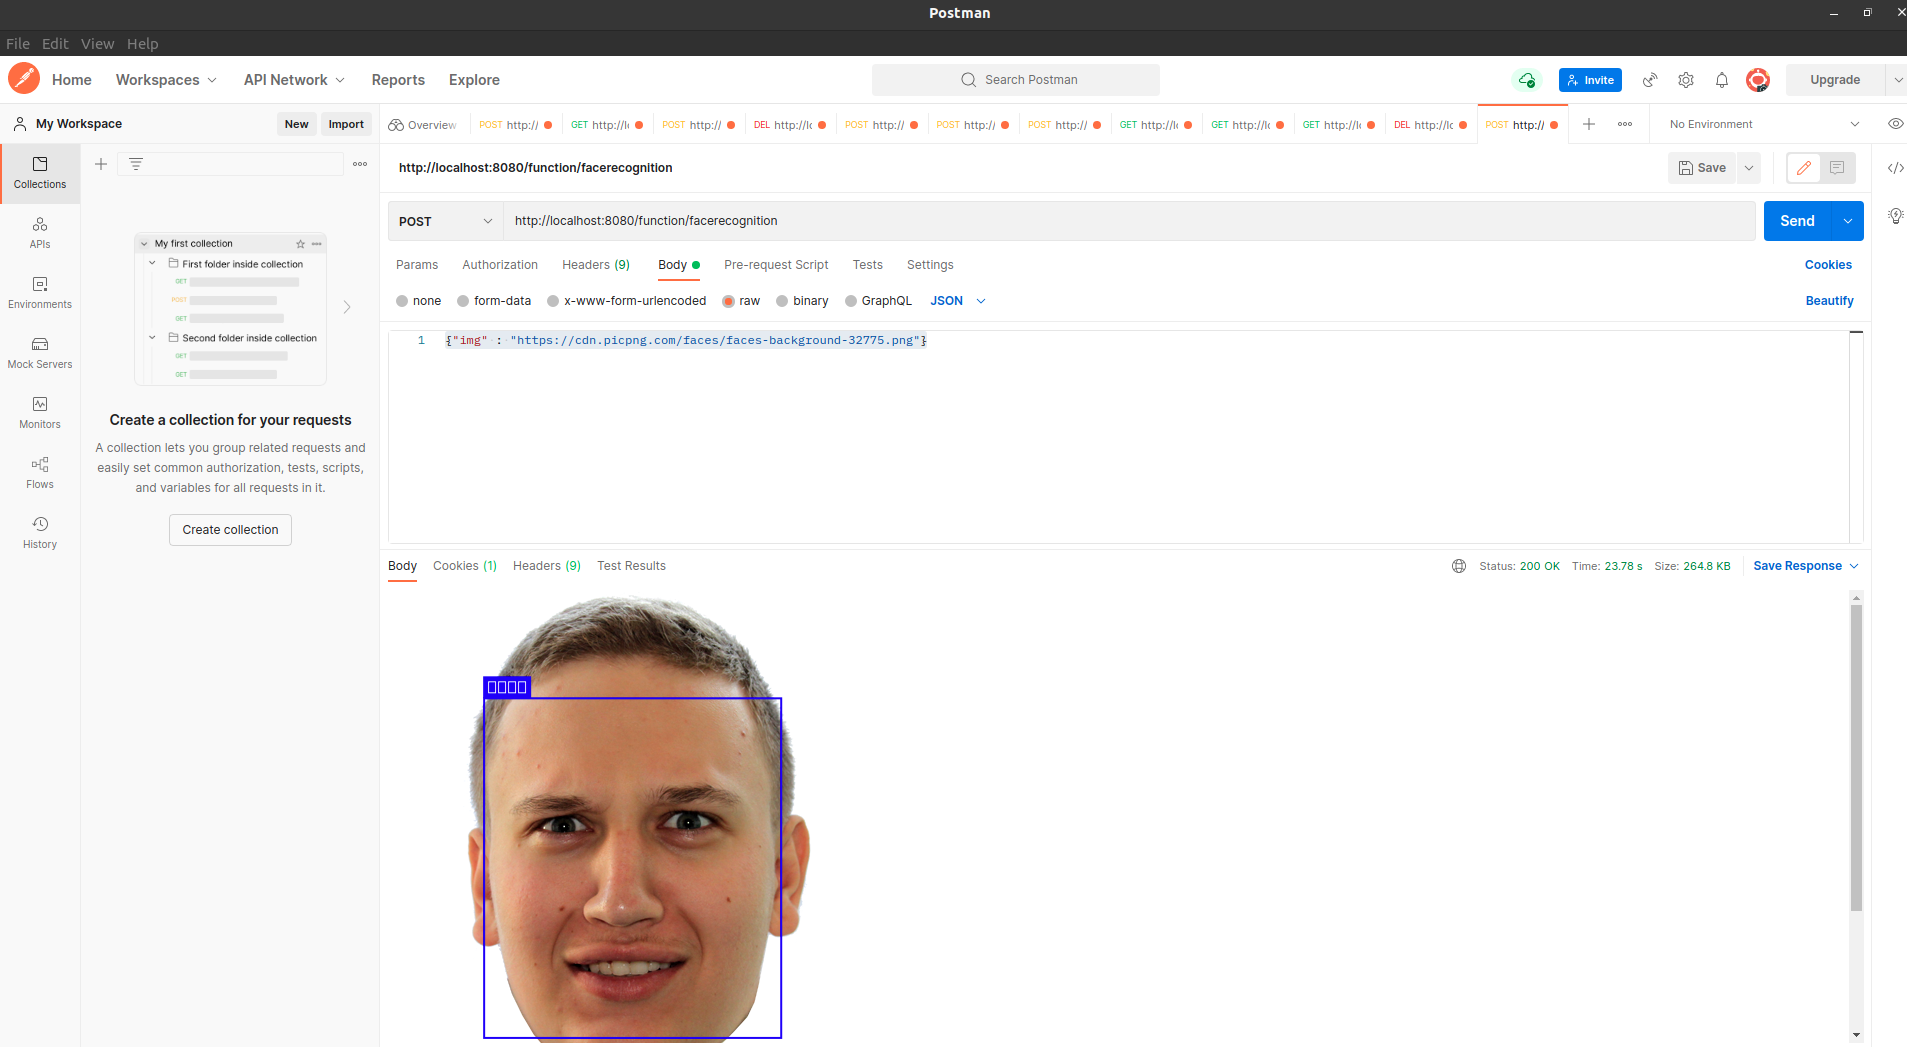 Postman
File Edit View Help
Home Workspaces API Network Reports Explore
Search Postman
Invite
Upgrade
My Workspace
New Import
Overview
POST http://
GET http://lo
POST http://
DEL http://lo
POST http://
POST http://
POST http://
GET http://lo
GET http://lo
GET http://lo
DEL http://lo
POST http://
No Environment
Collections
APIs
Environments
Mock Servers
Monitors
Flows
History
My first collection
First folder inside collection
GET
POST
GET
Second folder inside collection
GET
GET
Create a collection for your requests
A collection lets you group related requests and
easily set common authorization, tests, scripts,
and variables for all requests in it.
Create collection
http://localhost:8080/function/facerecognition
Save
POST http://localhost:8080/function/facerecognition
Send
Params Authorization Headers (9) Body Pre-request Script Tests Settings
Cookies
none form-data x-www-form-urlencoded raw binary GraphQL JSON
Beautify
1 {"img" : "https://cdn.picpng.com/faces/faces-background-32775.png"}
Body Cookies (1) Headers (9) Test Results
Status: 200 OK Time: 23.78 s Size: 264.8 KB Save Response